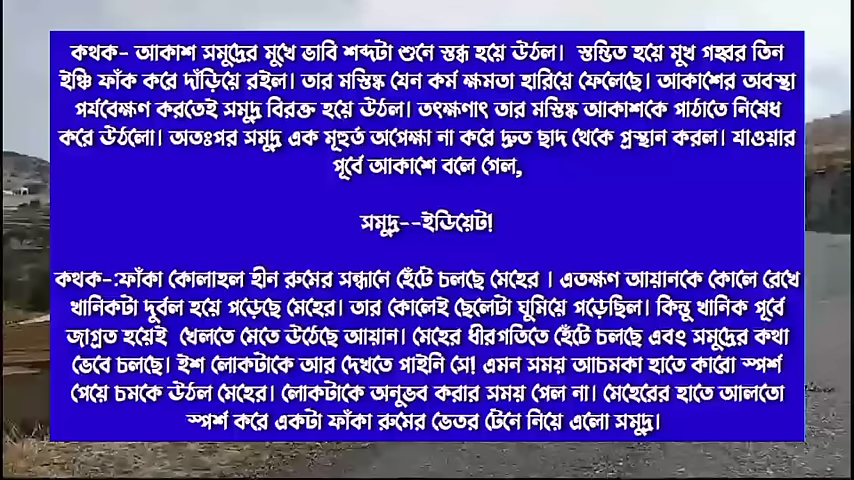 কথক- আকাশ সমুদ্রের মুখে ভাবি শব্দটা শুনে স্তব্ধ হয়ে উঠল। স্তম্ভিত হয়ে মুখ গহ্বর তিন
ইঞ্চি ফাঁক করে দাঁড়িয়ে রইল। তার মস্তিষ্ক যেন কর্ম ক্ষমতা হারিয়ে ফেলেছে। আকাশের অবস্থা
পর্যবেক্ষণ করতেই সমুদ্র বিরক্ত হয়ে উঠল। তৎক্ষণাৎ তার মস্তিষ্ক আকাশকে পাঠাতে নিষেধ
করে উঠলো। অতঃপর সমুদ্র এক মূহুর্ত অপেক্ষা না করে দ্রুত ছাদ থেকে প্রস্থান করল। যাওয়ার
পূর্বে আকাশে বলে গেল,
সমুদ্র--ইডিয়েট!
কথক-:ফাঁকা কোলাহল হীন রুমের সন্ধানে হেঁটে চলছে মেহের । এতক্ষণ আয়ানকে কোলে রেখে
খানিকটা দুর্বল হয়ে পড়েছে মেহের। তার কোলেই ছেলেটা ঘুমিয়ে পড়েছিল। কিন্তু খানিক পূর্বে
জাগ্রত হয়েই খেলতে মেতে উঠেছে আয়ান। মেহের ধীরগতিতে হেঁটে চলছে এবং সমুদ্রের কথা
ভেবে চলছে। ইশ লোকটাকে আর দেখতে পাইনি সে! এমন সময় আচমকা হাতে কারো স্পর্শ
পেয়ে চমকে উঠল মেহের। লোকটাকে অনুভব করার সময় পেল না। মেহেরের হাতে আলতো
স্পর্শ করে একটা ফাঁকা রুমের ভেতর টেনে নিয়ে এলো সমুদ্র।